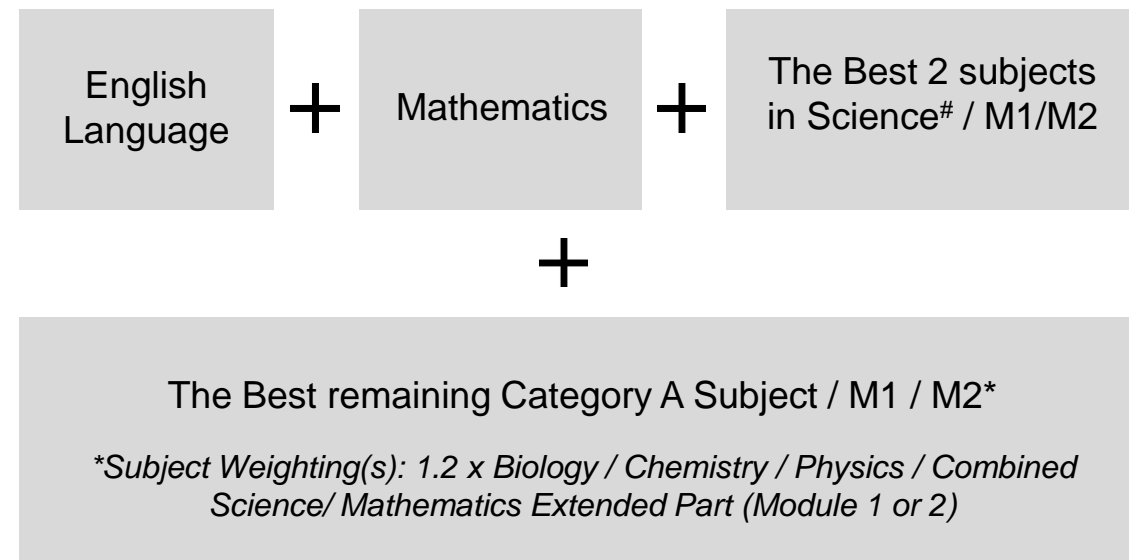 English
Language
+
Mathematics
+
The Best 2 subjects
in Science# / M1/M2
+
The Best remaining Category A Subject / M1 / M2*
*Subject Weighting(s): 1.2 x Biology / Chemistry / Physics / Combined
Science/ Mathematics Extended Part (Module 1 or 2)